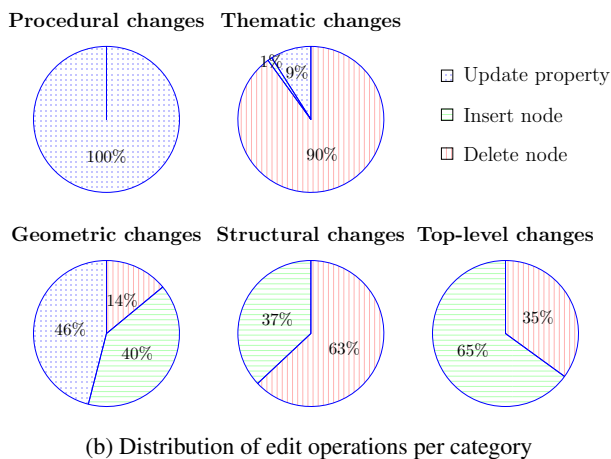 Procedural changes
Thematic changes
100%
1%
9%
90%
Update property
Insert node
Delete node
Geometric changes
Structural changes
Top-level changes
14%
46%
40%
37%
63%
35%
65%
(b) Distribution of edit operations per category